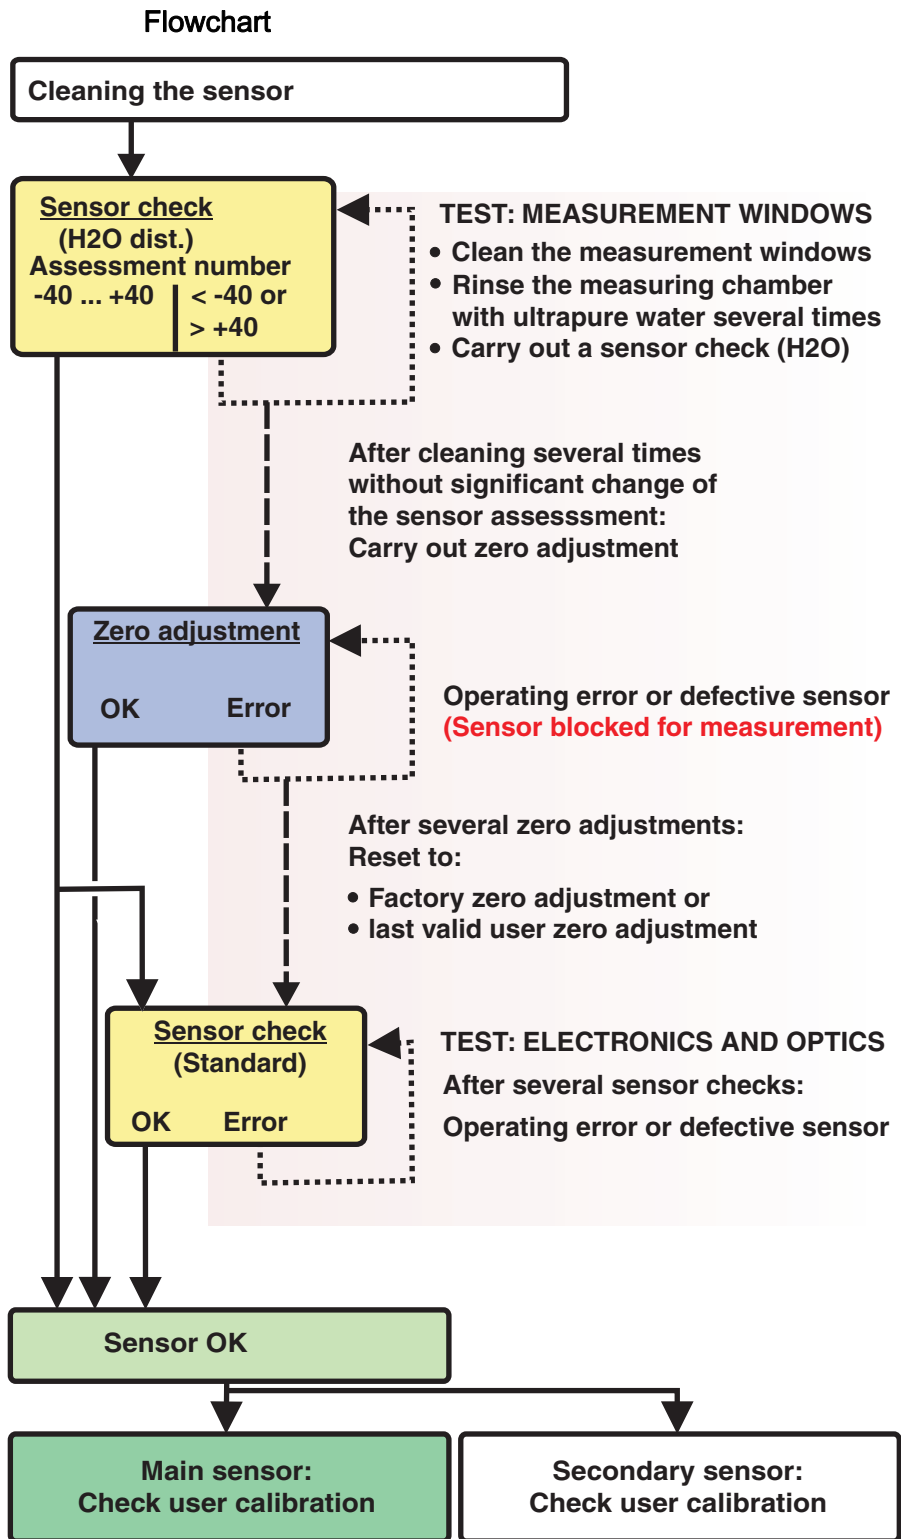 Flowchart
Cleaning the sensor
Sensor check
(H2O dist.)
Assessment number
-40 ... +40
< -40 or
> +40
TEST: MEASUREMENT WINDOWS
• Clean the measurement windows
• Rinse the measuring chamber
with ultrapure water several times
• Carry out a sensor check (H2O)
After cleaning several times
without significant change of
the sensor assesssment:
Carry out zero adjustment
Zero adjustment
OK Error
Operating error or defective sensor
(Sensor blocked for measurement)
After several zero adjustments:
Reset to:
• Factory zero adjustment or
• last valid user zero adjustment
Sensor check
(Standard)
OK Error
TEST: ELECTRONICS AND OPTICS
After several sensor checks:
Operating error or defective sensor
Sensor OK
Main sensor:
Check user calibration
Secondary sensor:
Check user calibration